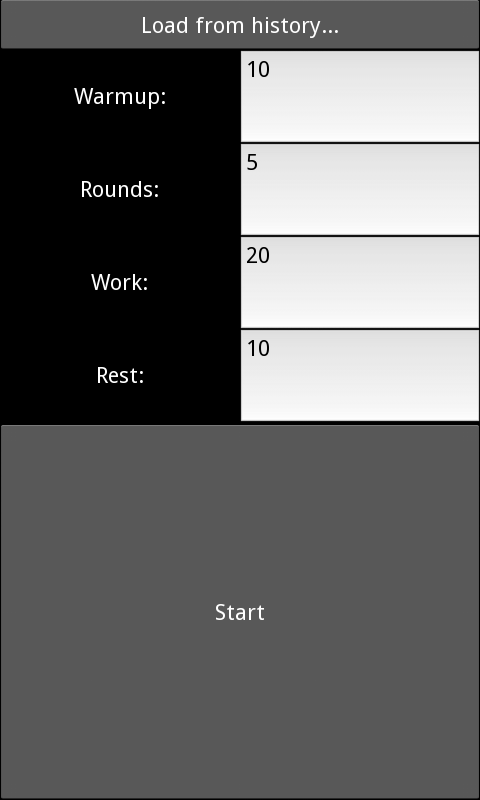 Load from history...
Warmup: 10
Rounds: 5
Work: 20
Rest: 10
Start